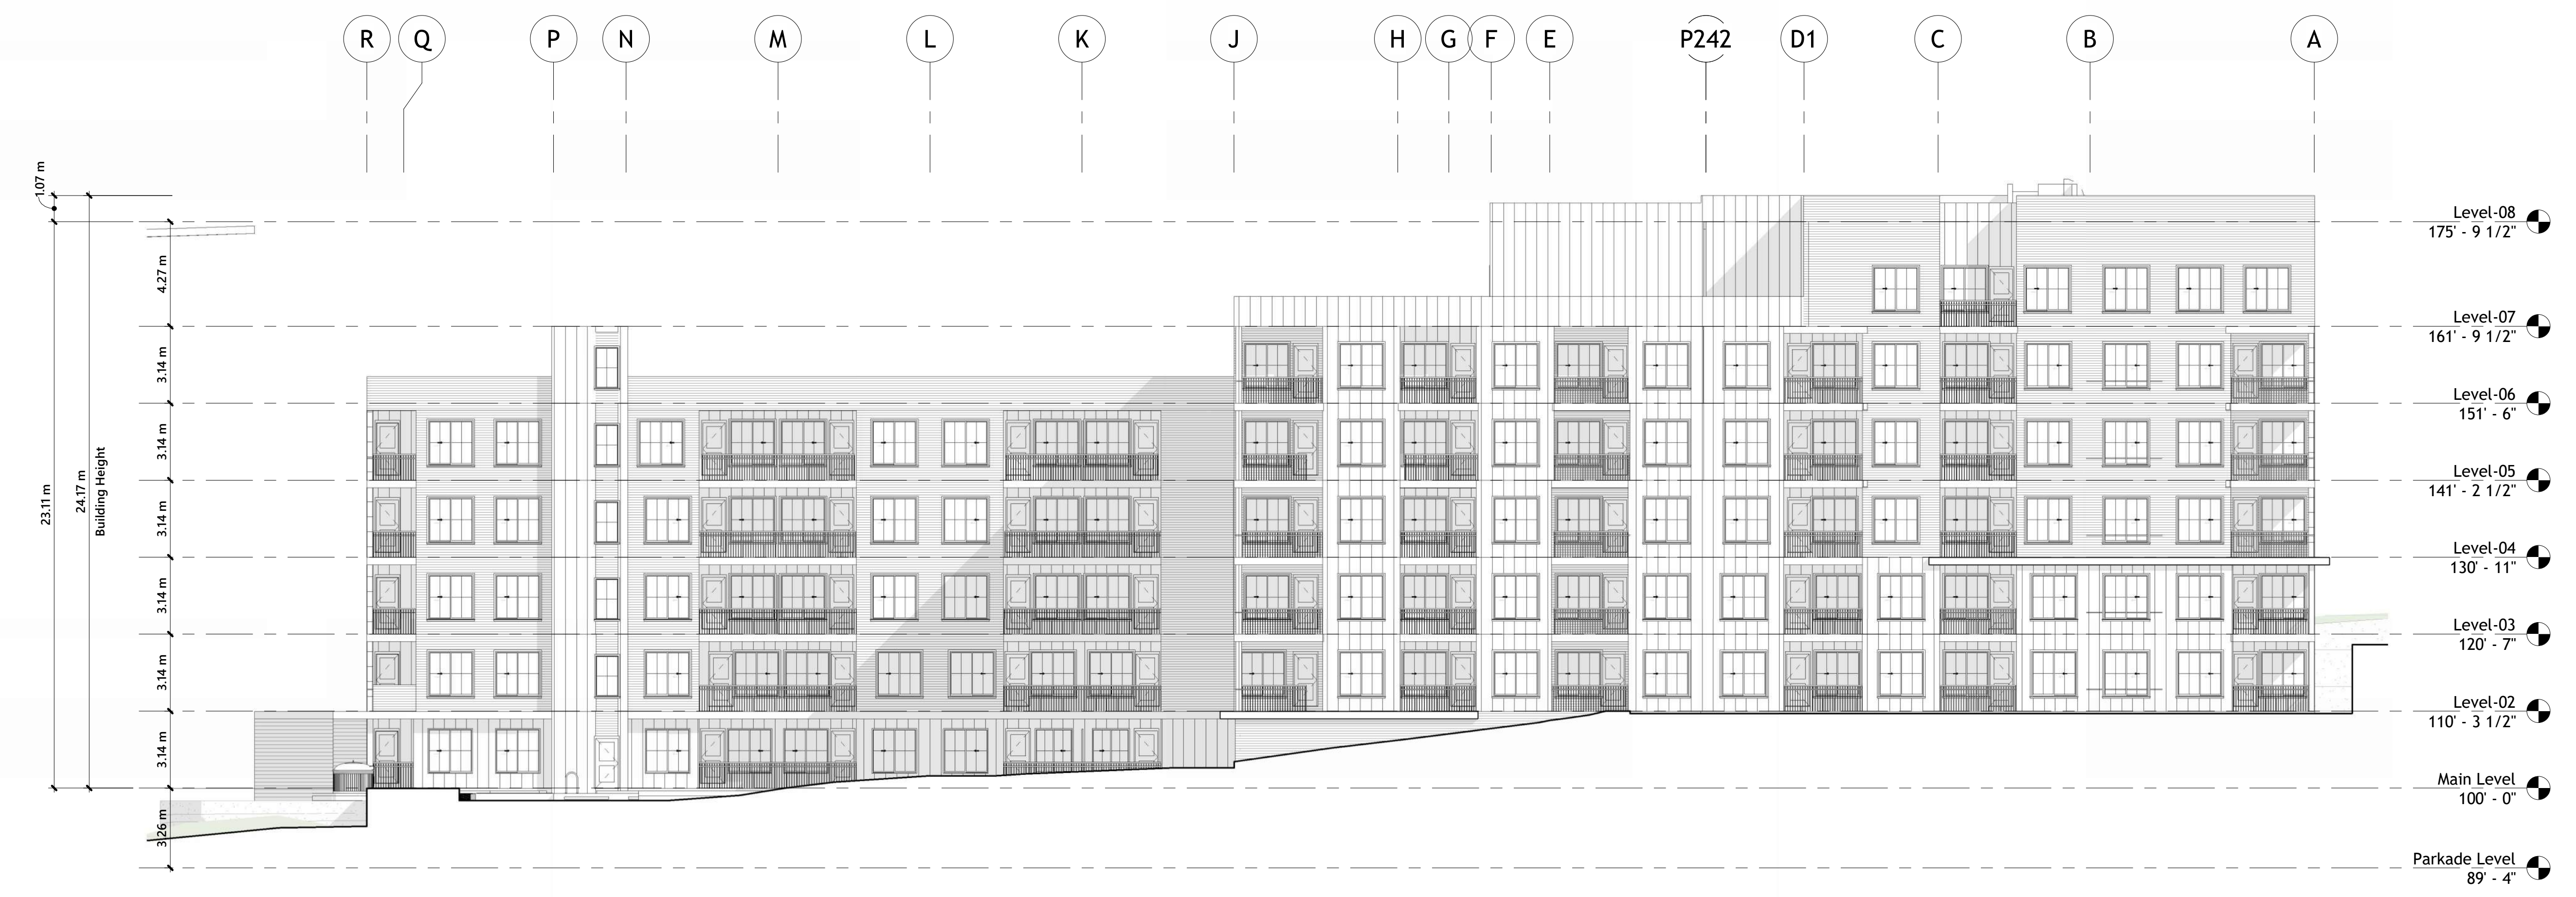 R Q P N M L K J H G F E P242 D1 C B A
1.07 m
Level-08
175' - 9 1/2"
4.27 m
Level-07
161' - 9 1/2"
3.14 m
Level-06
151' - 6"
3.14 m
Level-05
141' - 2 1/2"
23.11 m
24.17 m
Building Height
3.14 m
Level-04
130' - 11"
3.14 m
Level-03
120' - 7"
3.14 m
Level-02
110' - 3 1/2"
3.14 m
Main Level
100' - 0"
3.26 m
Parkade Level
89' - 4"